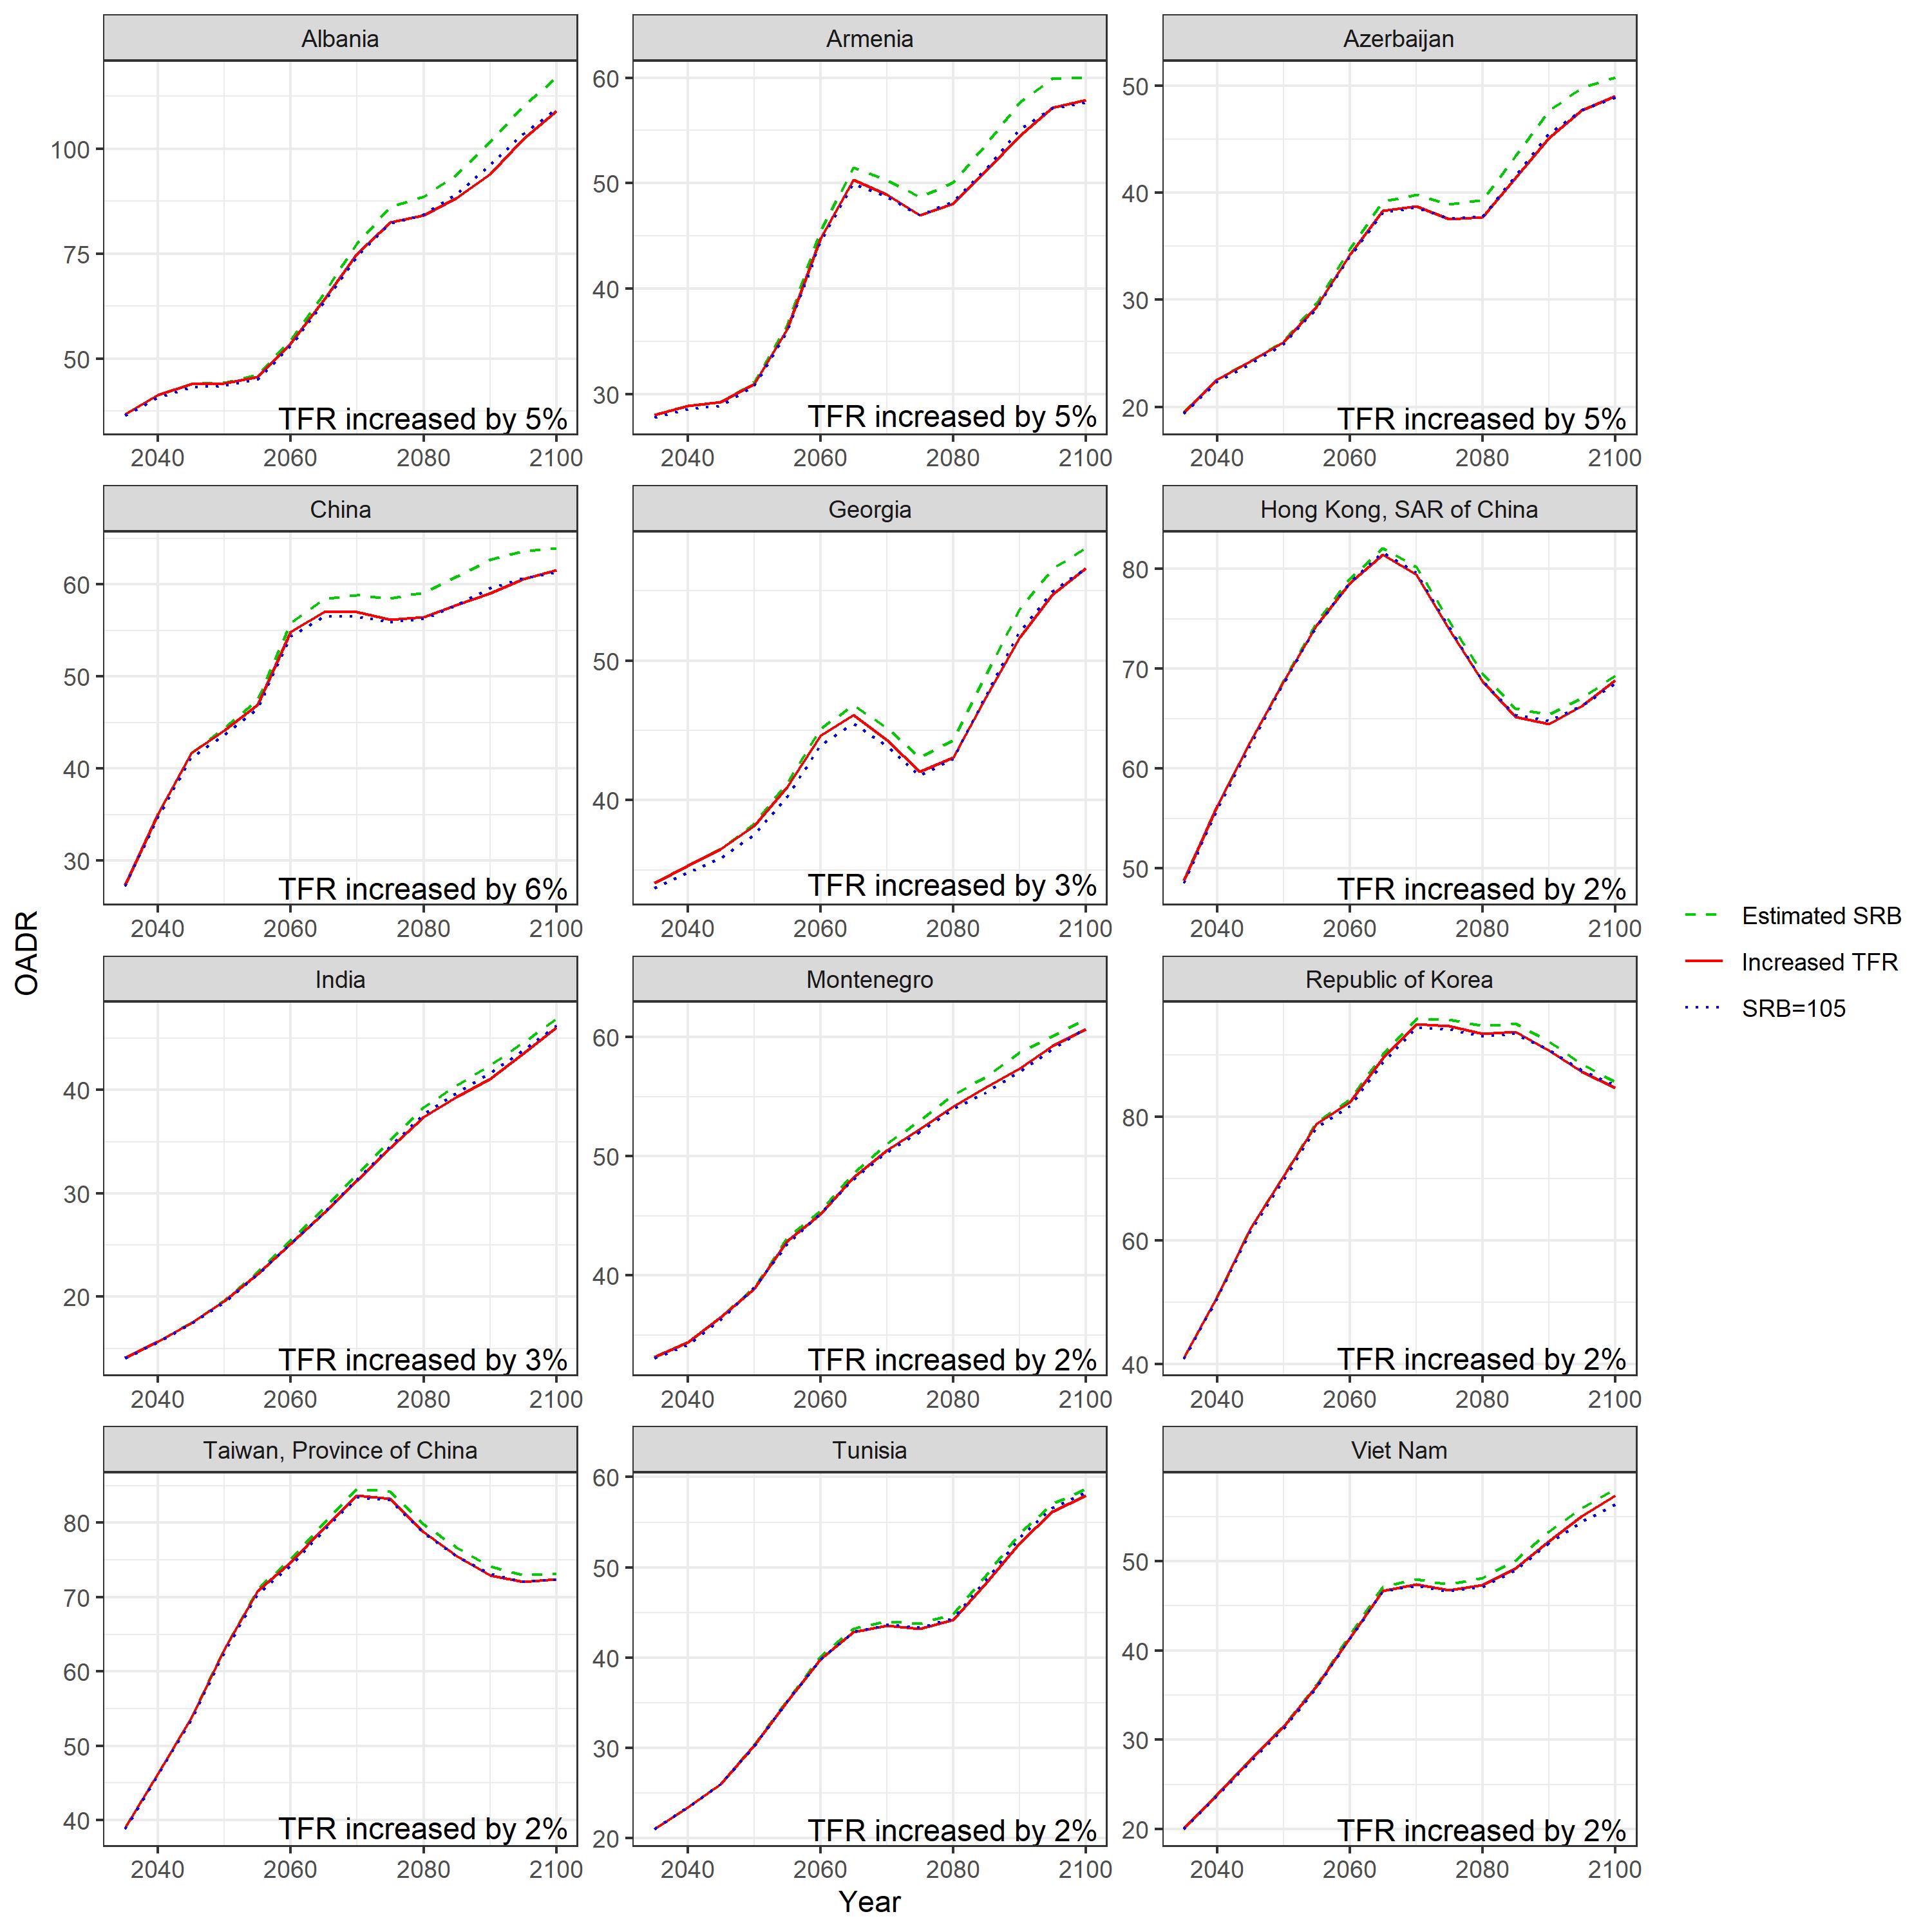 Albania
Armenia
Azerbaijan
100
75
50
60
50
40
30
50
40
30
20
TFR increased by 5%
TFR increased by 5%
TFR increased by 5%
2040 2060 2080 2100
2040 2060 2080 2100
2040 2060 2080 2100
China
Georgia
Hong Kong, SAR of China
60
50
40
30
50
40
80
70
60
50
TFR increased by 6%
TFR increased by 3%
TFR increased by 2%
2040 2060 2080 2100
2040 2060 2080 2100
2040 2060 2080 2100
OADR
Estimated SRB
Increased TFR
SRB=105
India
Montenegro
Republic of Korea
40
30
20
60
50
40
80
60
40
TFR increased by 3%
TFR increased by 2%
TFR increased by 2%
2040 2060 2080 2100
2040 2060 2080 2100
2040 2060 2080 2100
Taiwan, Province of China
Tunisia
Viet Nam
80
70
60
50
40
60
50
40
30
20
50
40
30
20
TFR increased by 2%
TFR increased by 2%
TFR increased by 2%
2040 2060 2080 2100
2040 2060 2080 2100
2040 2060 2080 2100
Year